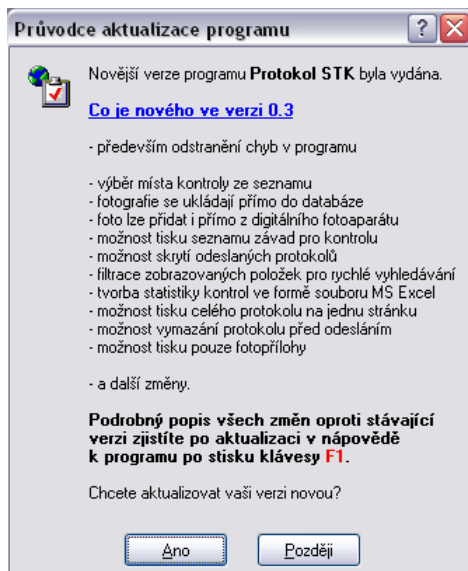 Průvodce aktualizace programu
Novější verze programu Protokol STK byla vydána.
Co je nového ve verzi 0.3
- především odstranění chyb v programu
- výběr místa kontroly ze seznamu
- fotografie se ukládají přímo do databáze
- foto lze přidat i přímo z digitálního fotoaparátu
- možnost tisku seznamu závad pro kontrolu
- možnost skrytí odeslaných protokolů
- filtrace zobrazovaných položek pro rychlé vyhledávání
- tvorba statistiky kontrol ve formě souboru MS Excel
- možnost tisku celého protokolu na jednu stránku
- možnost vymazání protokolu před odesláním
- možnost tisku pouze fotopřílohy
- a další změny.
Podrobný popis všech změn oproti stávající
verzi zjistíte po aktualizaci v nápovědě
k programu po stisku klávesy F1.
Chcete aktualizovat vaši verzi novou?
Ano Později